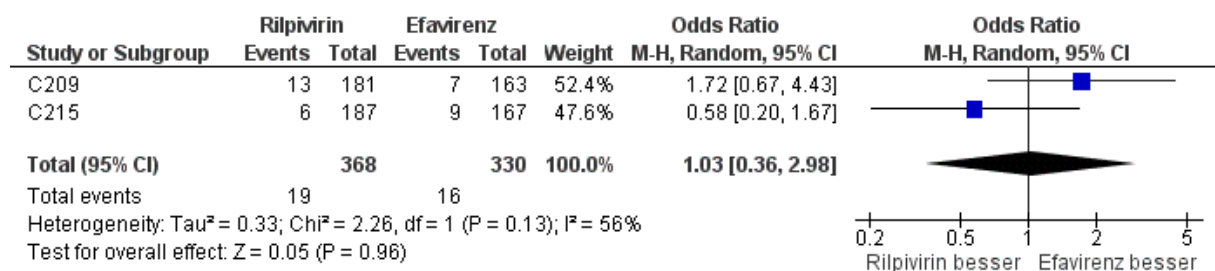 Rilpivirin Efavirenz Odds Ratio Odds Ratio
Study or Subgroup Events Total Events Total Weight M-H, Random, 95% CI M-H, Random, 95% CI
C209 13 181 7 163 52.4% 1.72 [0.67, 4.43]
C215 6 187 9 167 47.6% 0.58 [0.20, 1.67]
Total (95% CI) 368 330 100.0% 1.03 [0.36, 2.98]
Total events 19 16
Heterogeneity: Tau² = 0.33; Chi² = 2.26, df = 1 (P = 0.13); I² = 56%
Test for overall effect: Z = 0.05 (P = 0.96)
0.2 0.5 1 2 5
Rilpivirin besser Efavirenz besser